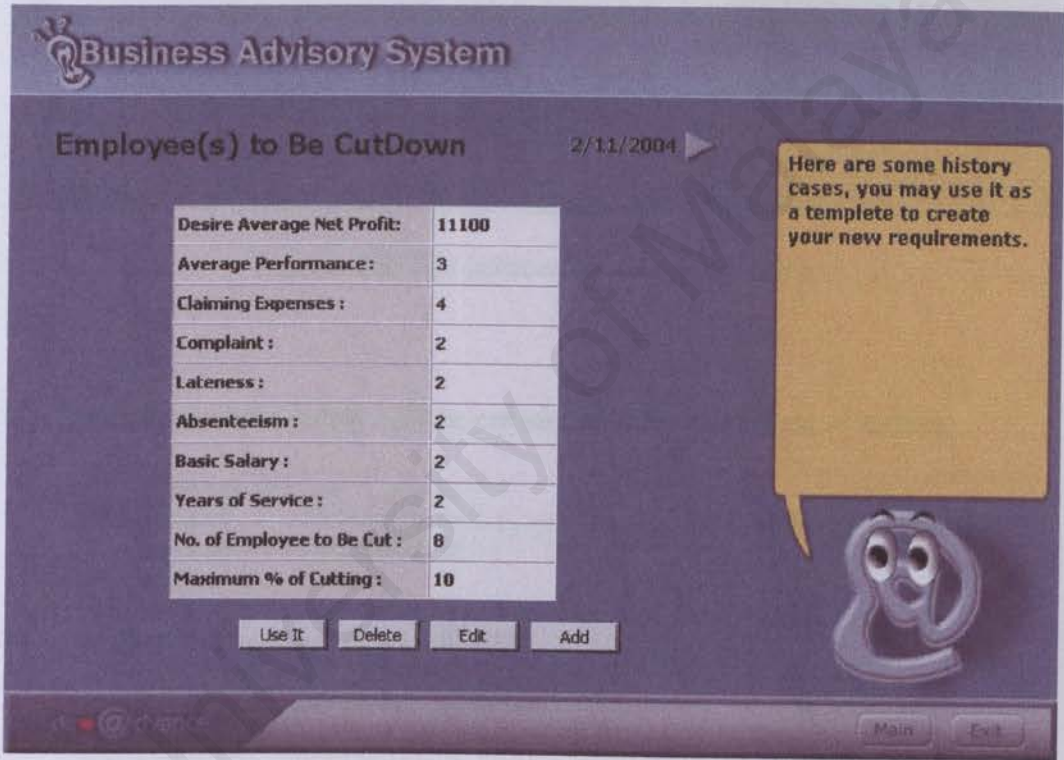 Business Advisory System
Employee(s) to Be CutDown
2/11/2004
Here are some history
cases, you may use it as
a templete to create
your new requirements.
Desire Average Net Profit: 11100
Average Performance: 3
Claiming Expenses : 4
Complaint : 2
Lateness : 2
Absenteeism : 2
Basic Salary : 2
Years of Service : 2
No. of Employee to Be Cut : 8
Maximum % of Cutting : 10
Use It Delete Edit Add
Main Exit
University of Malaya